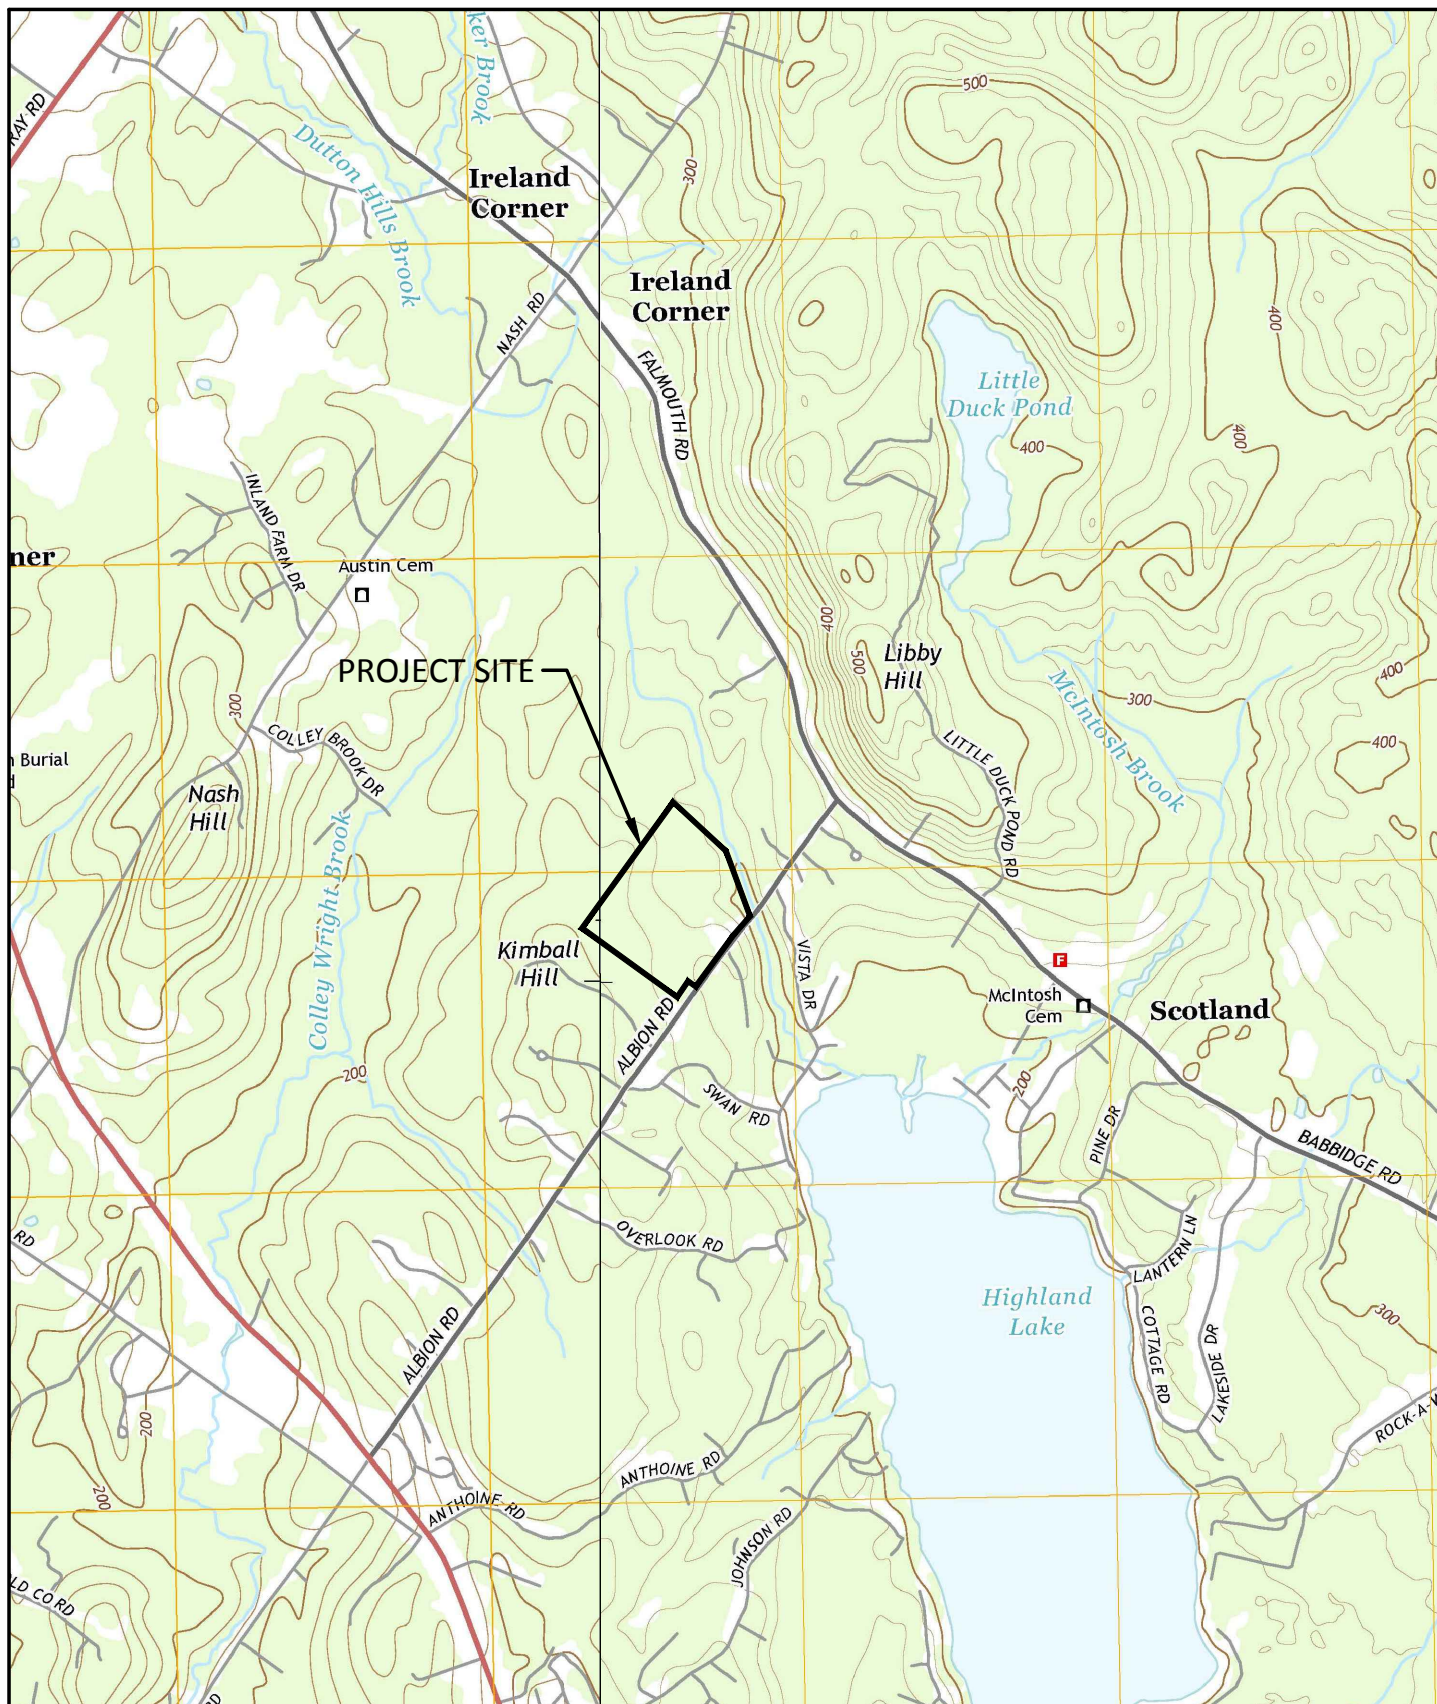 ker Brook
RAY RD
500
Dutton Hills Brook
Ireland
Corner
300
Ireland
Corner
NASH RD
400
FALMOUTH RD
Little
Duck Pond
400
400
INLAND FARM DR
ner
Austin Cem
400
500
Libby
Hill
PROJECT SITE
McIntosh Brook
300
400
300
COLLEY BROOK DR
LITTLE DUCK POND RD
400
n Burial
d
Nash
Hill
Colley Wright Brook
Kimball
Hill
VISTA DR
F
McIntosh
Cem
Scotland
ALBION RD
200
200
SWAN RD
PINE DR
BABBIDGE RD
RD
OVERLOOK RD
LANTERN LN
Highland
Lake
300
ALBION RD
COTTAGE RD
LAKESIDE DR
200
ROCK-A-
200
ANTHOINE RD
ANTHOINE RD
JOHNSON RD
LD CO RD
RD